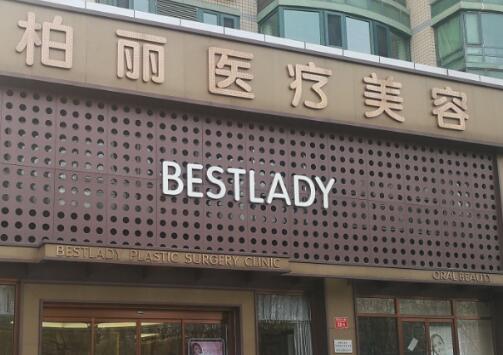 柏丽医疗美容
BESTLADY
BESTLADY PLASTIC SURGERY CLINIC
ORAL BEAUTY